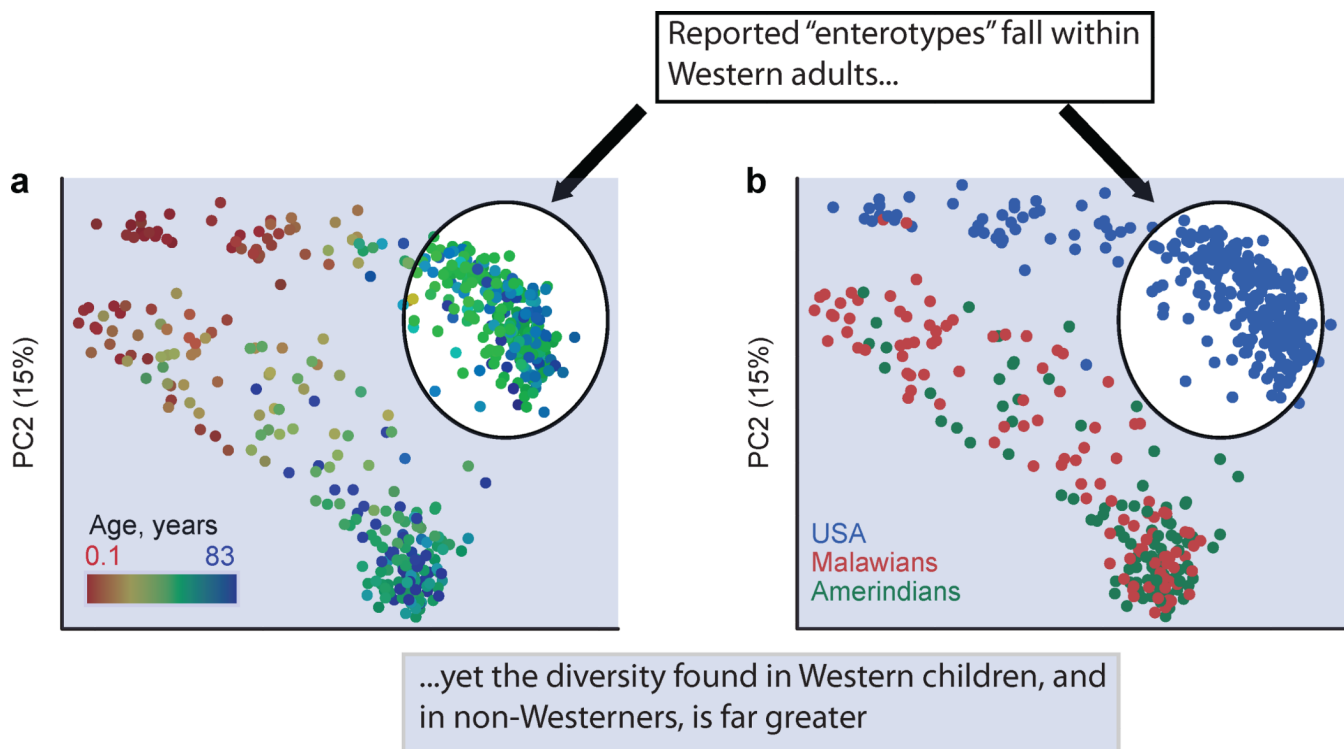 Reported “enterotypes” fall within
Western adults...
a
b
PC2 (15%)
PC2 (15%)
Age, years
0.1 83
USA
Malawians
Amerindians
...yet the diversity found in Western children, and
in non-Westerners, is far greater